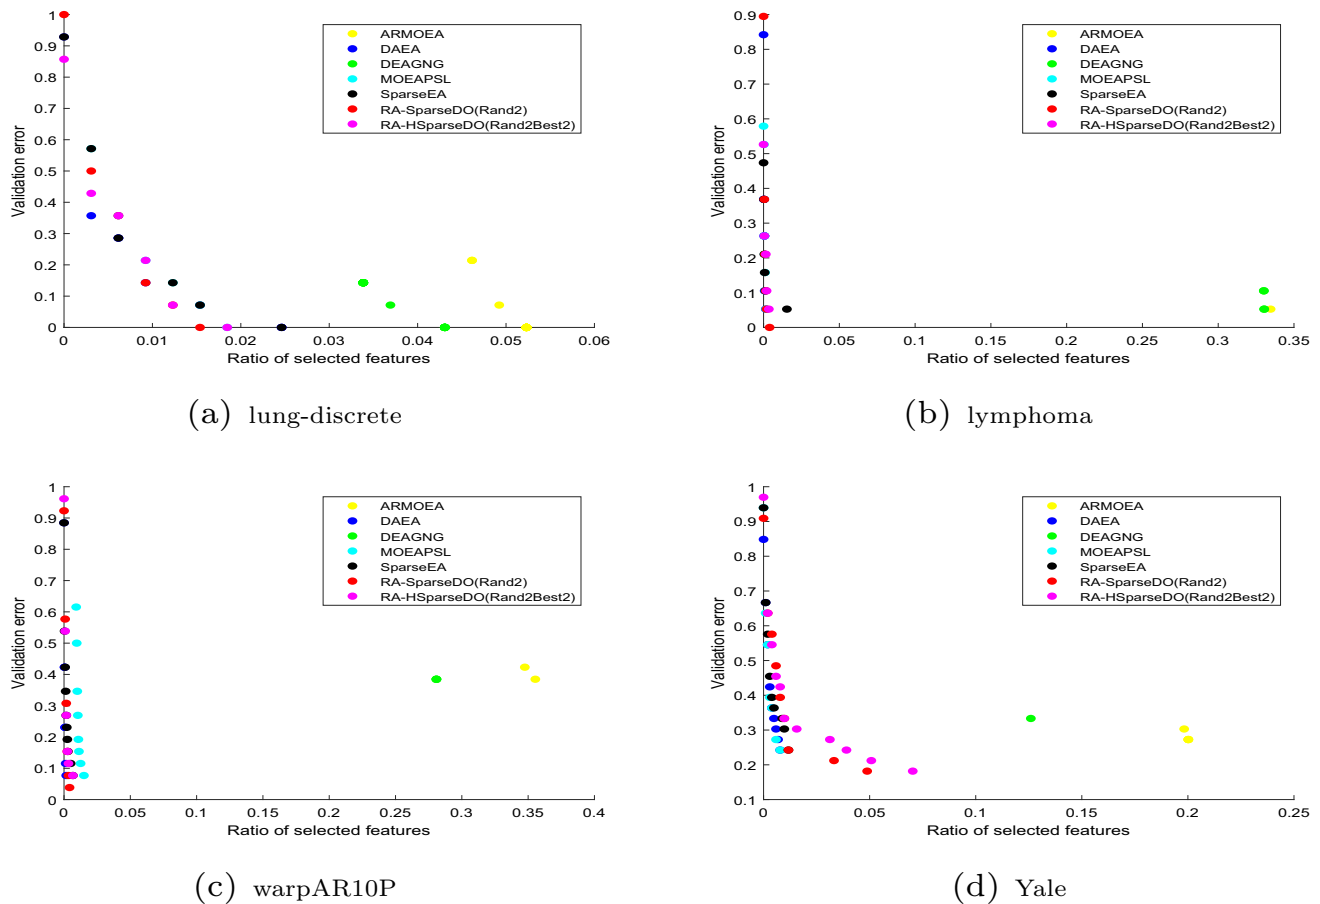 1
0.9
0.8
0.7
0.6
0.5
0.4
0.3
0.2
0.1
0
Validation error
ARMOEA
DAEA
DEAGNG
MOEAPSL
SparseEA
RA-SparseDO(Rand2)
RA-HSparseDO(Rand2Best2)
0 0.01 0.02 0.03 0.04 0.05 0.06
Ratio of selected features
(a) lung-discrete
0.9
0.8
0.7
0.6
0.5
0.4
0.3
0.2
0.1
0
Validation error
ARMOEA
DAEA
DEAGNG
MOEAPSL
SparseEA
RA-SparseDO(Rand2)
RA-HSparseDO(Rand2Best2)
0 0.05 0.1 0.15 0.2 0.25 0.3 0.35
Ratio of selected features
(b) lymphoma
1
0.9
0.8
0.7
0.6
0.5
0.4
0.3
0.2
0.1
0
Validation error
ARMOEA
DAEA
DEAGNG
MOEAPSL
SparseEA
RA-SparseDO(Rand2)
RA-HSparseDO(Rand2Best2)
0 0.05 0.1 0.15 0.2 0.25 0.3 0.35 0.4
Ratio of selected features
(c) warpAR10P
1
0.9
0.8
0.7
0.6
0.5
0.4
0.3
0.2
0.1
Validation error
ARMOEA
DAEA
DEAGNG
MOEAPSL
SparseEA
RA-SparseDO(Rand2)
RA-HSparseDO(Rand2Best2)
0 0.05 0.1 0.15 0.2 0.25
Ratio of selected features
(d) Yale